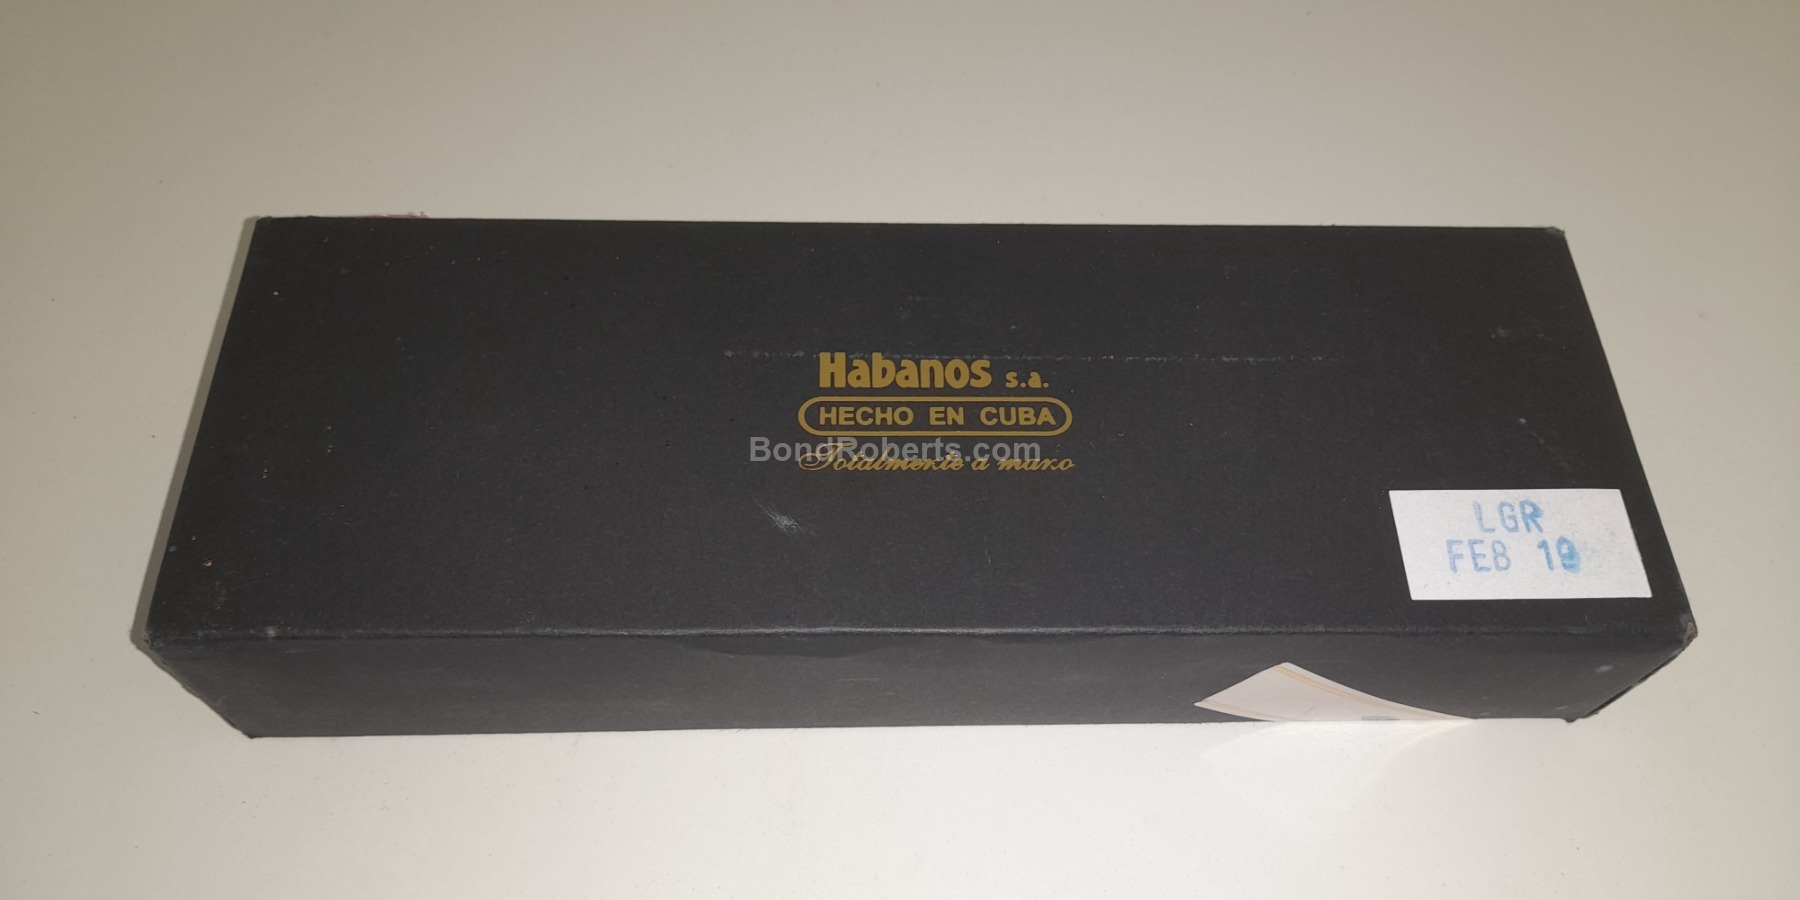 Habanos s.a.
HECHO EN CUBA
BondRoberts.com
Totalmente a mano
LGR
FEB 19